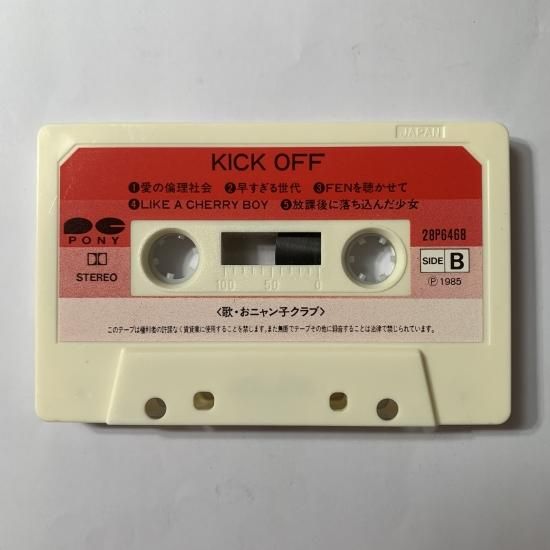 JAPAN
KICK OFF
❶愛の倫理社会 ❷早すぎる世代 ❸FENを聴かせて
❹LIKE A CHERRY BOY ❺放課後に落ち込んだ少女
PONY
28P6468
STEREO
SIDE B
Ⓟ1985
100 50 0
〈歌・おニャン子クラブ〉
このテープは権利者の許諾なく賃貸業に使用することを禁じます。また無断でテープその他に録音することは法律で禁じられています。